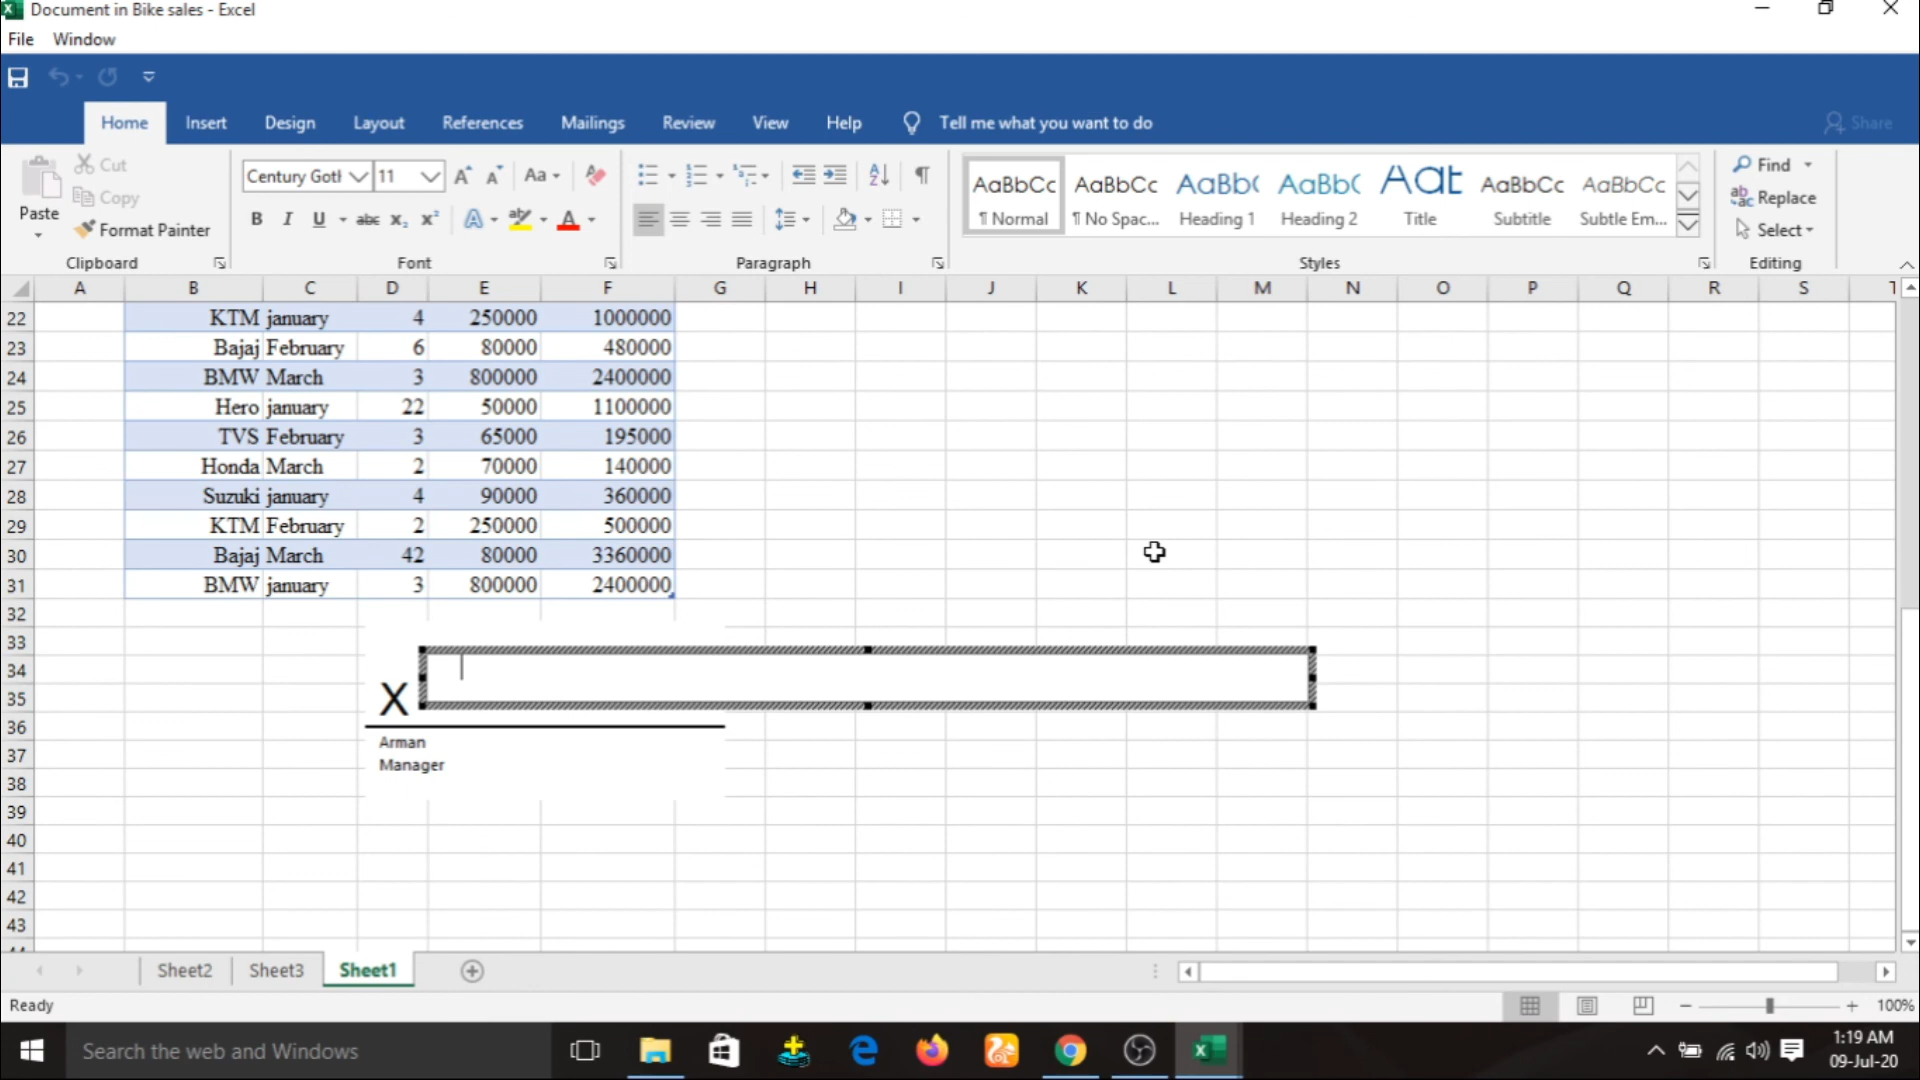 Document in Bike sales - Excel
File Window
Home Insert Design Layout References Mailings Review View Help Tell me what you want to do Share
Paste Cut Copy Format Painter
Century Gotl 11 Aa
B I U abc x₂ x² A ab A
AaBbCc ¶ Normal
AaBbCc ¶ No Spac...
AaBb( Heading 1
AaBb( Heading 2
Aat Title
AaBbCc Subtitle
AaBbCc Subtle Em...
Find
Replace
Select
Clipboard Font Paragraph Styles Editing
A B C D E F G H I J K L M N O P Q R S
22 KTM january 4 250000 1000000
23 Bajaj February 6 80000 480000
24 BMW March 3 800000 2400000
25 Hero january 22 50000 1100000
26 TVS February 3 65000 195000
27 Honda March 2 70000 140000
28 Suzuki january 4 90000 360000
29 KTM February 2 250000 500000
30 Bajaj March 42 80000 3360000
31 BMW january 3 800000 2400000
32
33
34
35 X
36
37 Arman
38 Manager
39
40
41
42
43
Sheet2 Sheet3 Sheet1
Ready 100%
Search the web and Windows
1:19 AM
09-Jul-20